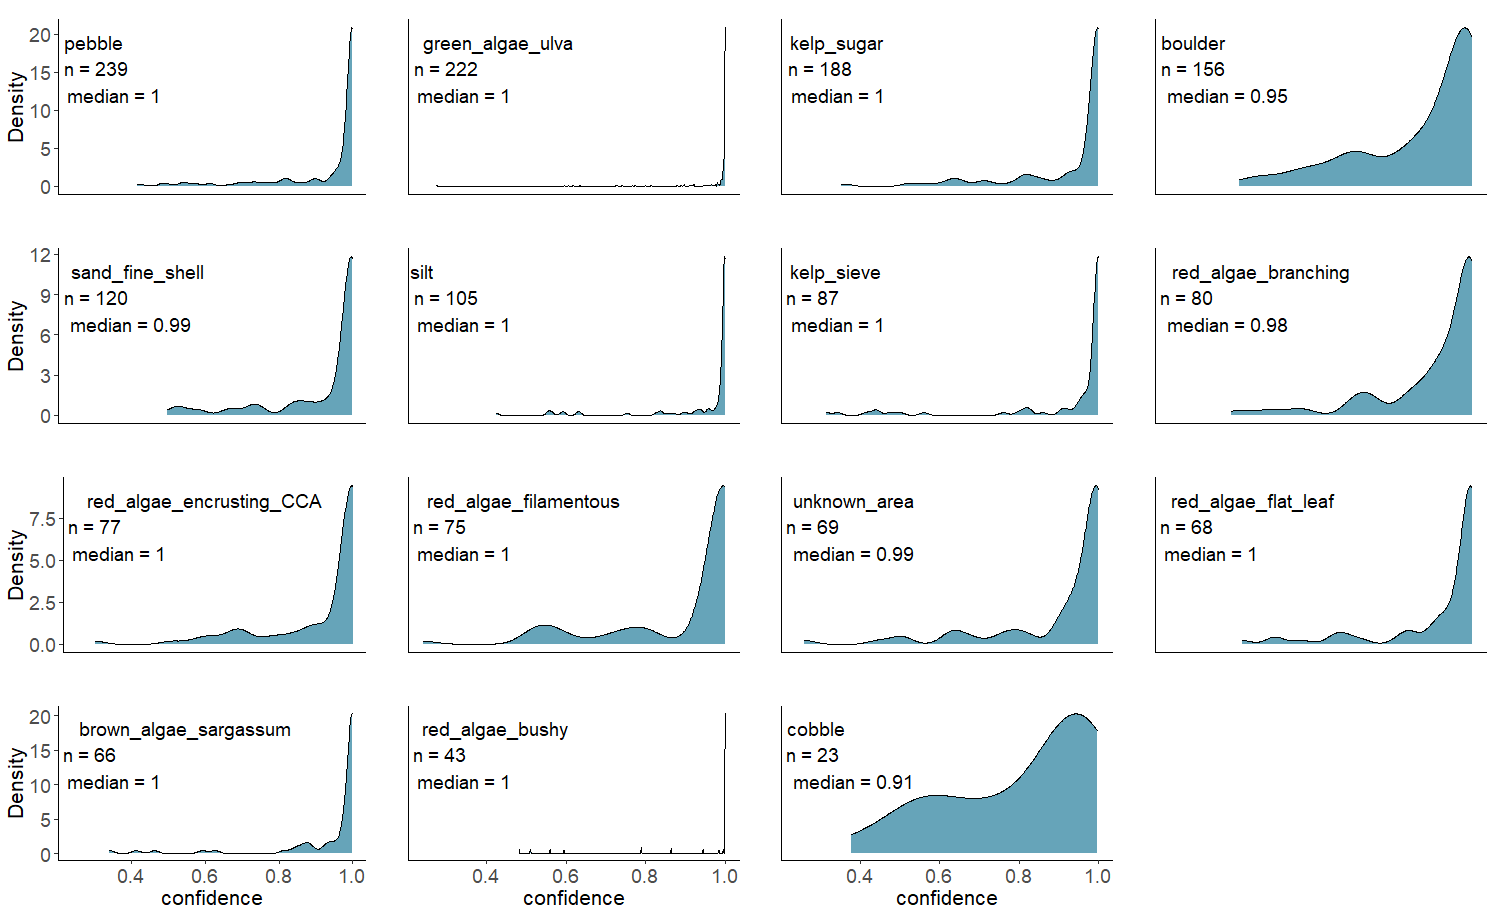 pebble
n = 239
median = 1
green_algae_ulva
n = 222
median = 1
kelp_sugar
n = 188
median = 1
boulder
n = 156
median = 0.95
Density
20
15
10
5
0
sand_fine_shell
n = 120
median = 0.99
silt
n = 105
median = 1
kelp_sieve
n = 87
median = 1
red_algae_branching
n = 80
median = 0.98
Density
12
9
6
3
0
red_algae_encrusting_CCA
n = 77
median = 1
red_algae_filamentous
n = 75
median = 1
unknown_area
n = 69
median = 0.99
red_algae_flat_leaf
n = 68
median = 1
Density
7.5
5.0
2.5
0.0
brown_algae_sargassum
n = 66
median = 1
red_algae_bushy
n = 43
median = 1
cobble
n = 23
median = 0.91
Density
20
15
10
5
0
0.4 0.6 0.8 1.0
confidence
0.4 0.6 0.8 1.0
confidence
0.4 0.6 0.8 1.0
confidence